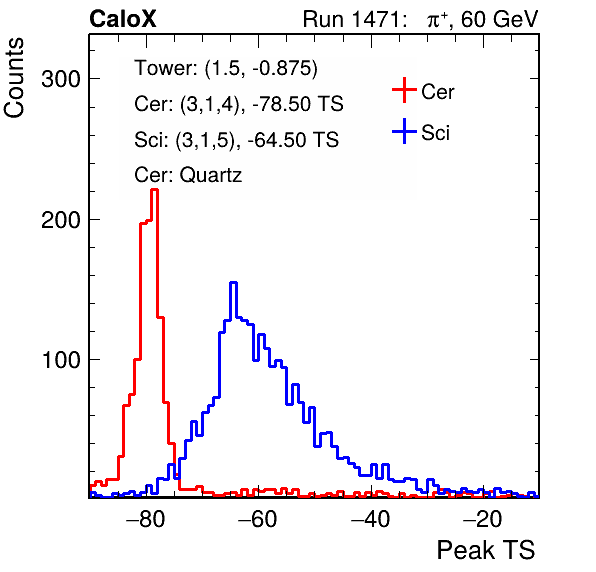 CaloX Run 1471: π⁺, 60 GeV
Counts
Tower: (1.5, -0.875)
Cer: (3,1,4), -78.50 TS
Sci: (3,1,5), -64.50 TS
Cer: Quartz
Cer
Sci
300
200
100
−80 −60 −40 −20
Peak TS